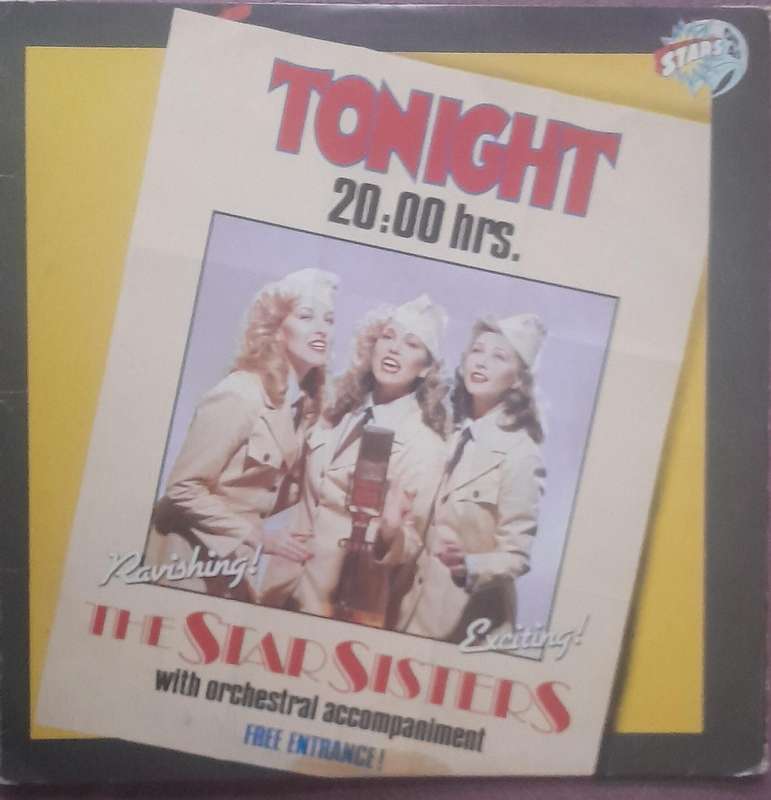 STARS
TONIGHT
20:00 hrs.
Ravishing!
Exciting!
THE STAR SISTERS
with orchestral accompaniment
FREE ENTRANCE!